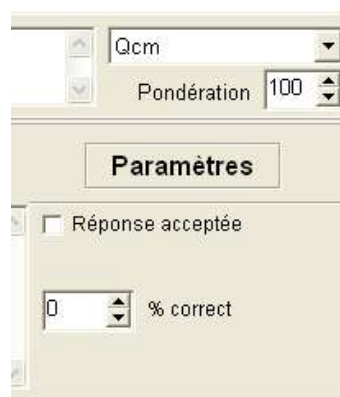 Qcm
Pondération 100
Paramètres
Réponse acceptée
0 % correct